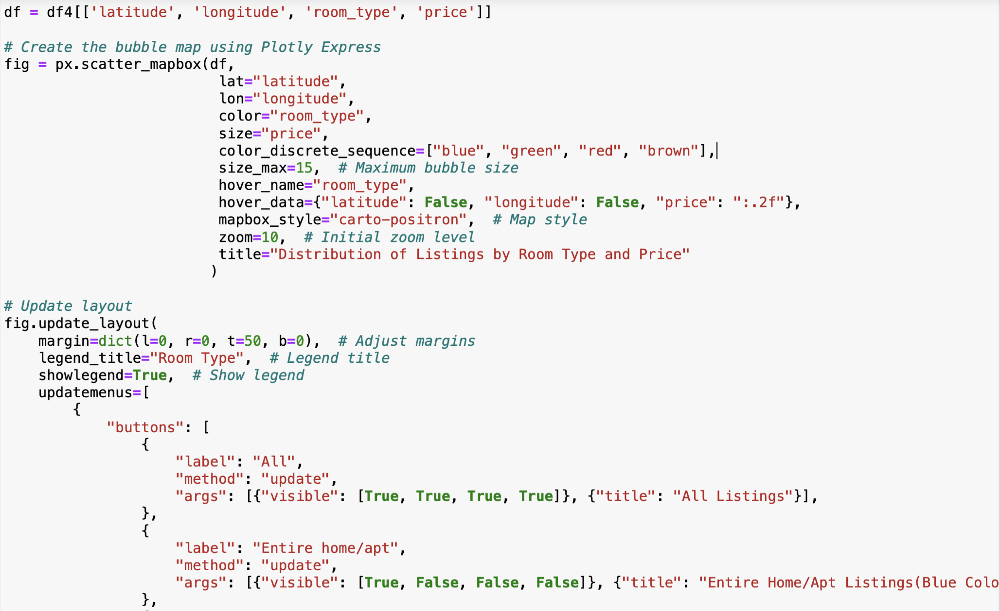 df = df4[['latitude', 'longitude', 'room_type', 'price']]
# Create the bubble map using Plotly Express
fig = px.scatter_mapbox(df,
lat="latitude",
lon="longitude",
color="room_type",
size="price",
color_discrete_sequence=["blue", "green", "red", "brown"],
size_max=15,  # Maximum bubble size
hover_name="room_type",
hover_data={"latitude": False, "longitude": False, "price": ":.2f"},
mapbox_style="carto-positron",  # Map style
zoom=10,  # Initial zoom level
title="Distribution of Listings by Room Type and Price"
)
# Update layout
fig.update_layout(
margin=dict(l=0, r=0, t=50, b=0),  # Adjust margins
legend_title="Room Type",  # Legend title
showlegend=True,  # Show legend
updatemenus=[
{
"buttons": [
{
"label": "All",
"method": "update",
"args": [{"visible": [True, True, True, True]}, {"title": "All Listings"}],
},
{
"label": "Entire home/apt",
"method": "update",
"args": [{"visible": [True, False, False, False]}, {"title": "Entire Home/Apt Listings(Blue Colo
},